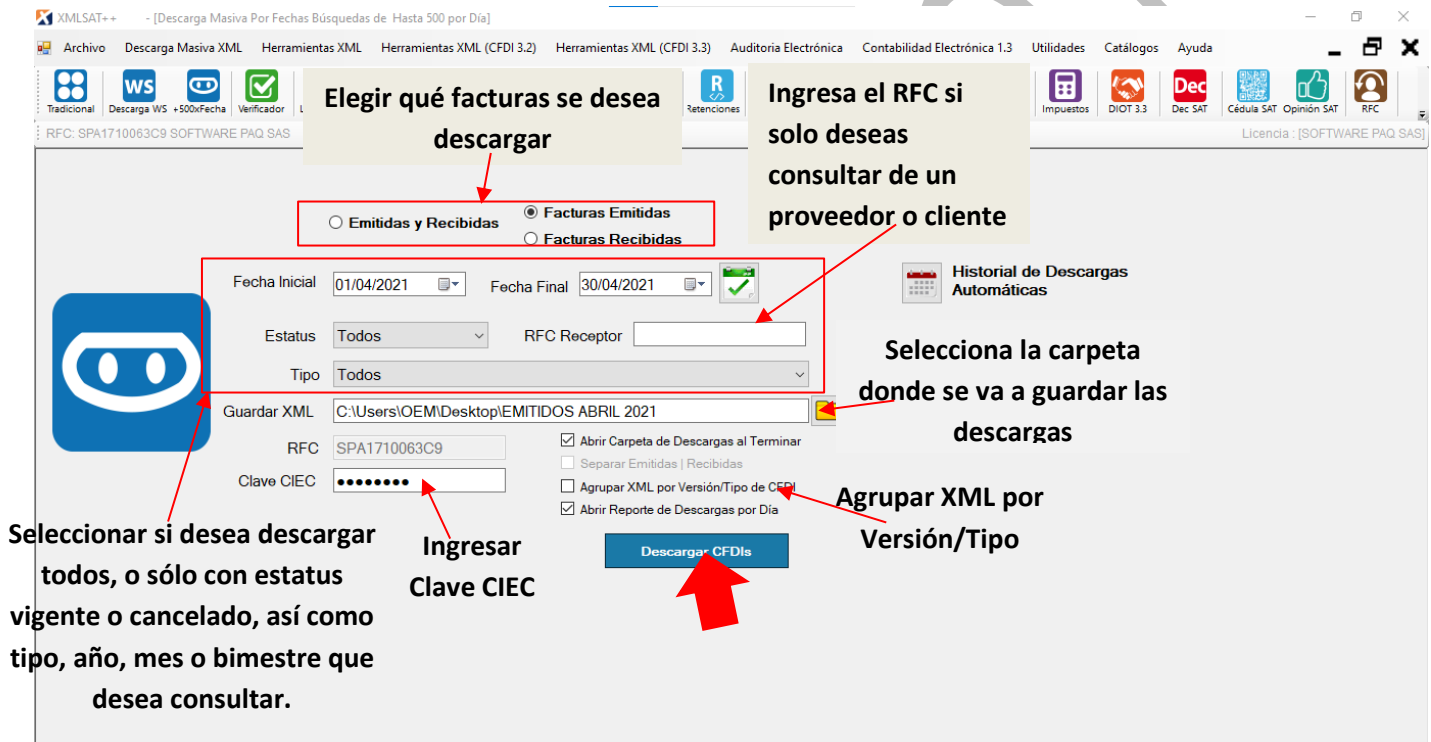 XMLSAT++ - [Descarga Masiva Por Fechas Búsquedas de Hasta 500 por Día]
Archivo Descarga Masiva XML Herramientas XML Herramientas XML (CFDI 3.2) Herramientas XML (CFDI 3.3) Auditoria Electrónica Contabilidad Electrónica 1.3 Utilidades Catálogos Ayuda
WS R </> Dec
Tradicional Descarga WS +500xFecha Verificador Retenciones Impuestos DIOT 3.3 Dec SAT Cédula SAT Opinión SAT RFC
RFC: SPA1710063C9 SOFTWARE PAQ SAS
Licencia : [SOFTWARE PAQ SAS]
Elegir qué facturas se desea
descargar
Ingresa el RFC si
solo deseas
consultar de un
proveedor o cliente
Emitidas y Recibidas
Facturas Emitidas
Facturas Recibidas
Fecha Inicial 01/04/2021 Fecha Final 30/04/2021
Historial de Descargas
Automáticas
Estatus Todos RFC Receptor
Tipo Todos
Selecciona la carpeta
donde se va a guardar las
descargas
Guardar XML C:\Users\OEM\Desktop\EMITIDOS ABRIL 2021
RFC SPA1710063C9
Clave CIEC ●●●●●●●●
Abrir Carpeta de Descargas al Terminar
Separar Emitidas | Recibidas
Agrupar XML por Versión/Tipo de CFDI
Abrir Reporte de Descargas por Día
Agrupar XML por
Versión/Tipo
Descargar CFDIs
Ingresar
Clave CIEC
Seleccionar si desea descargar
todos, o sólo con estatus
vigente o cancelado, así como
tipo, año, mes o bimestre que
desea consultar.